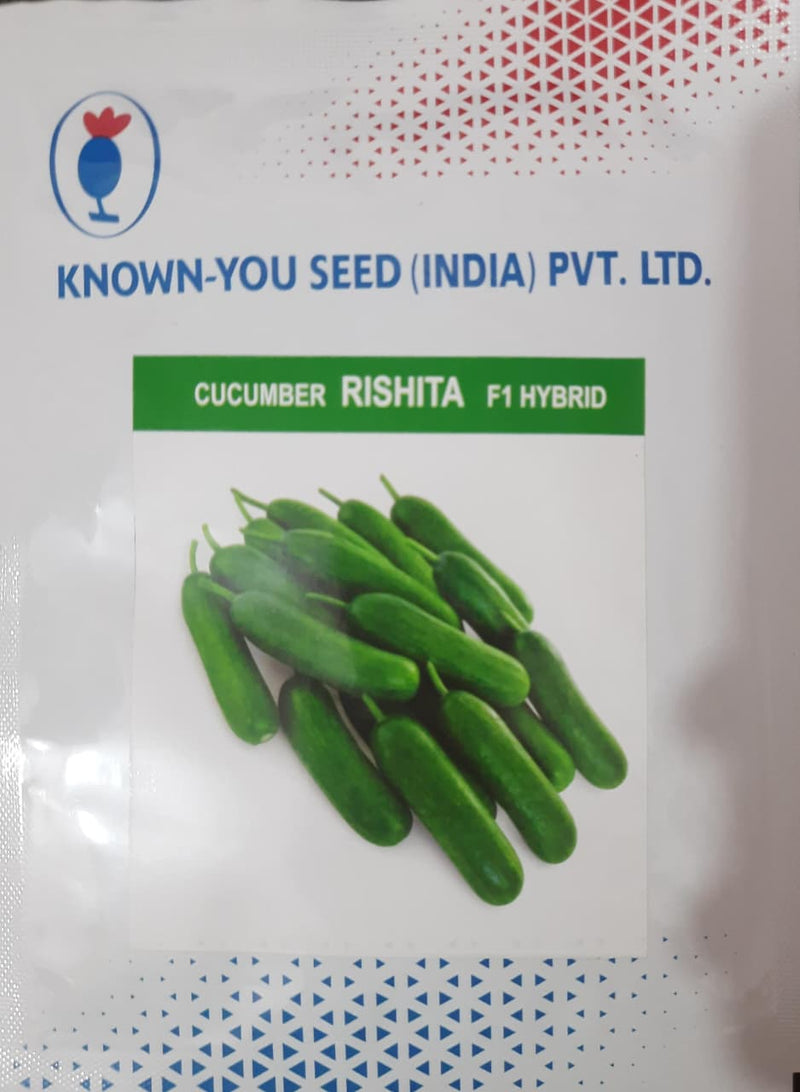 KNOWN-YOU SEED (INDIA) PVT. LTD.
CUCUMBER RISHITA F1 HYBRID